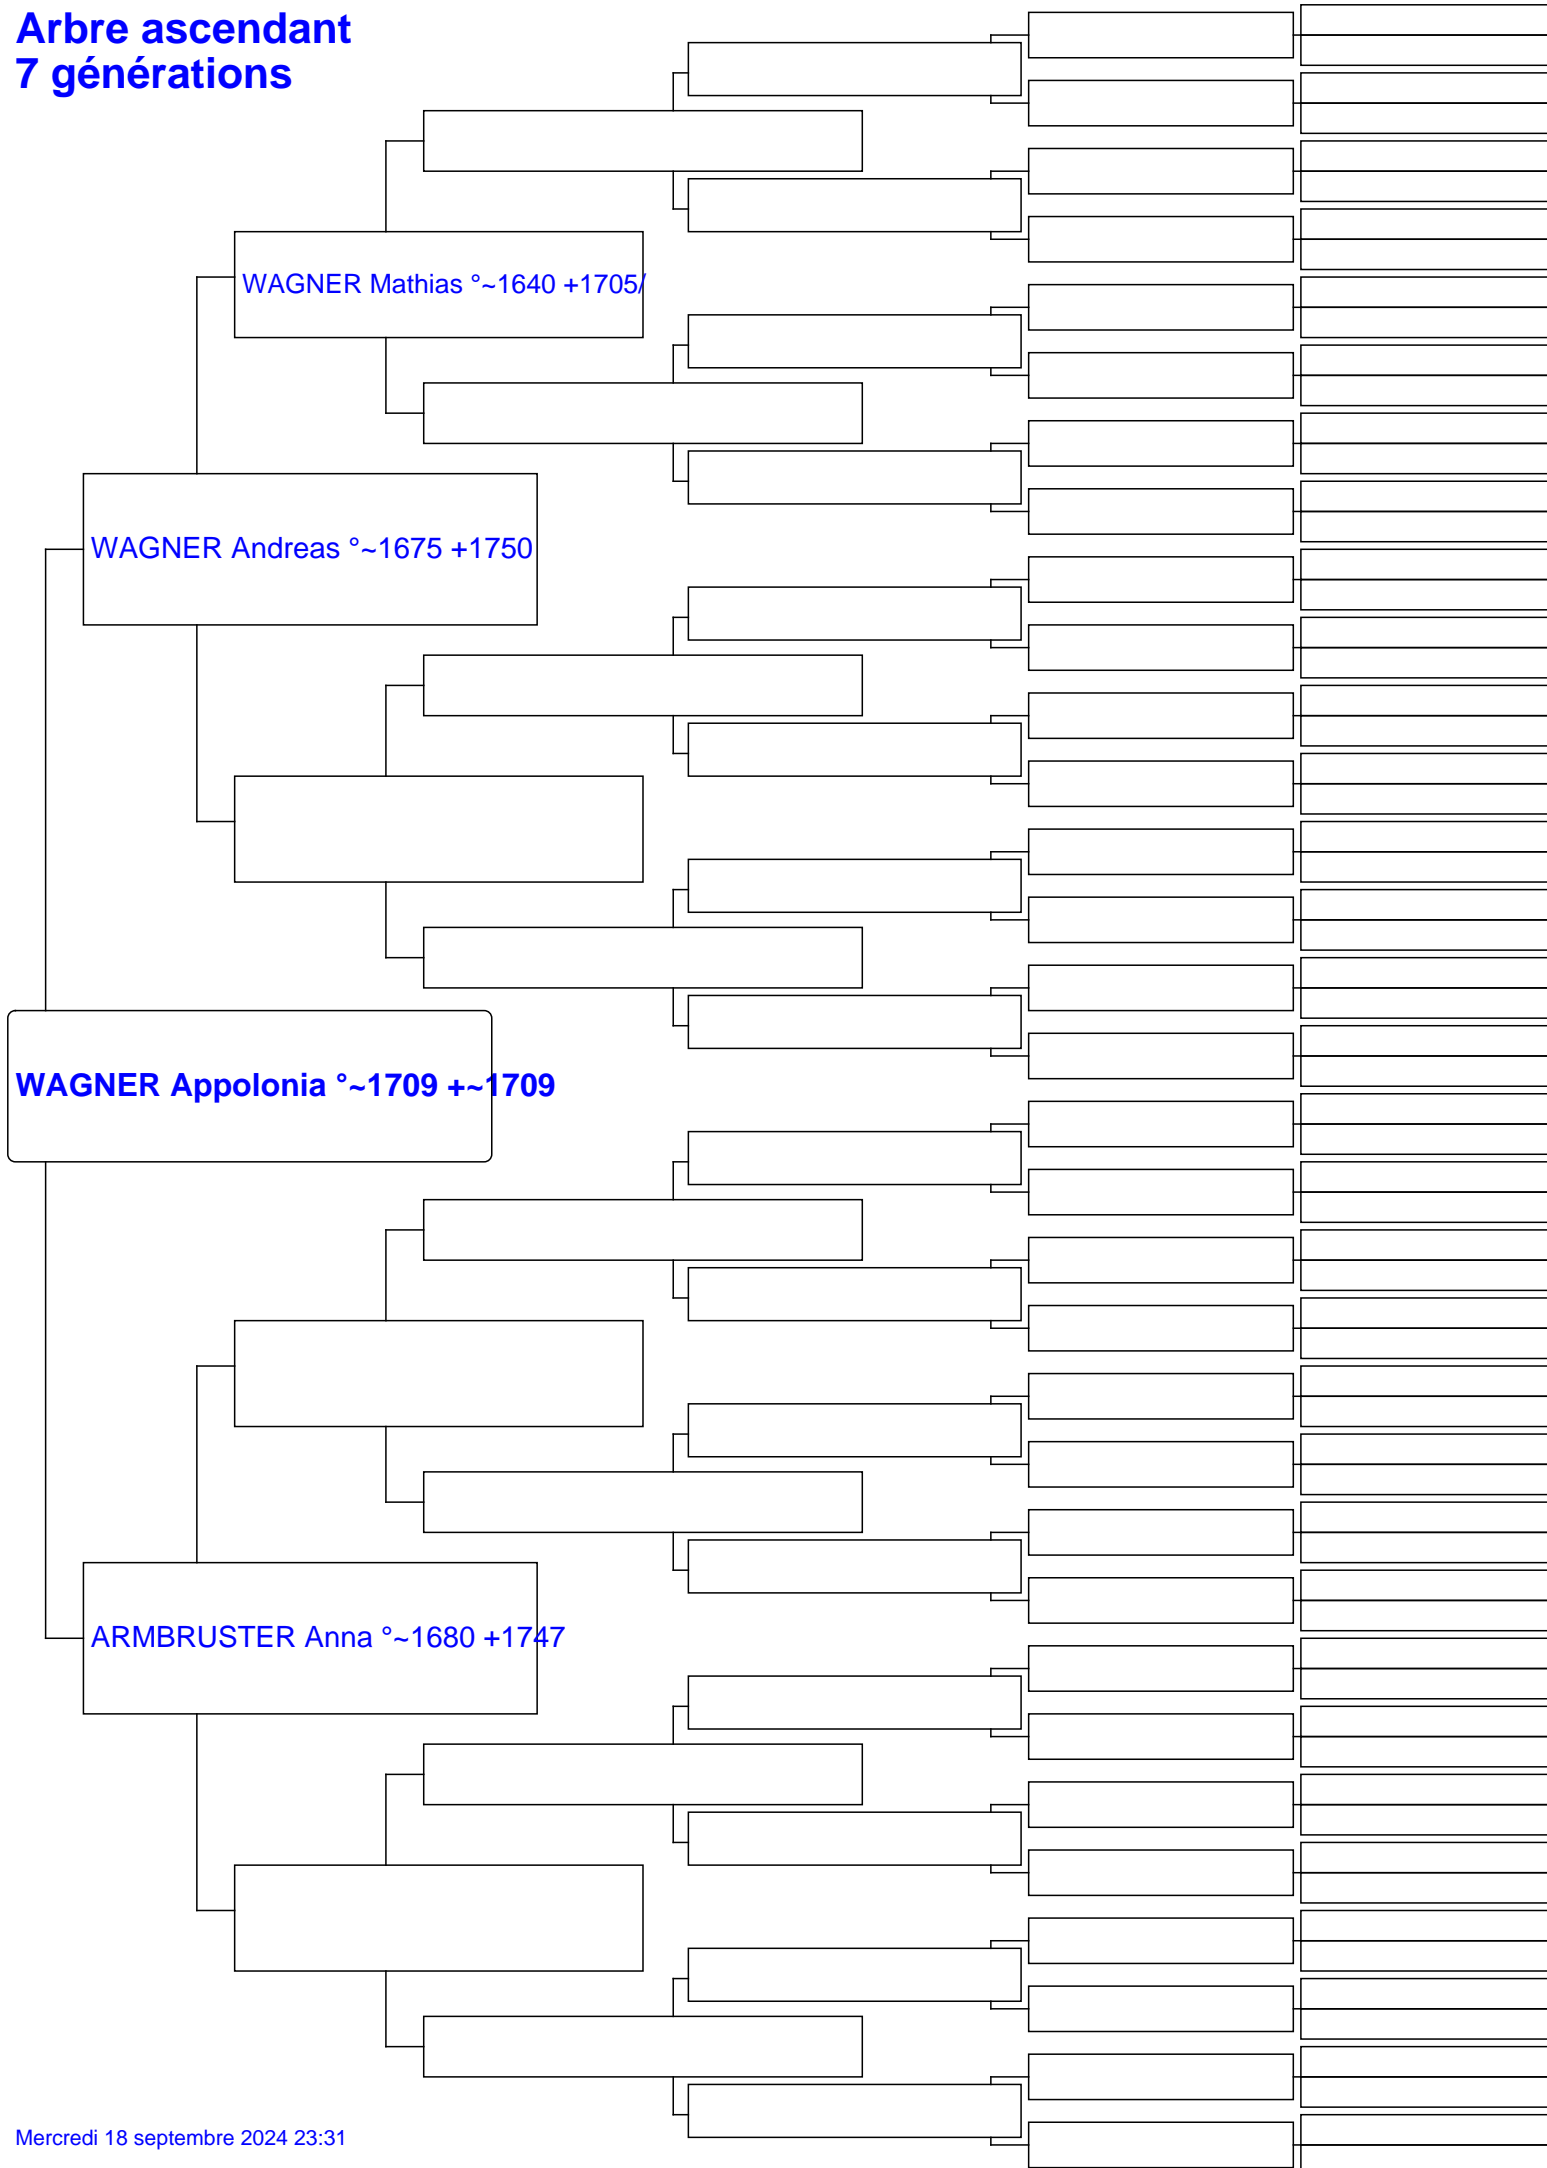 Arbre ascendant
7 générations
WAGNER Mathias °~1640 +1705/
WAGNER Andreas °~1675 +1750
WAGNER Appolonia °~1709 +~1709
ARMBRUSTER Anna °~1680 +1747
Mercredi 18 septembre 2024 23:31